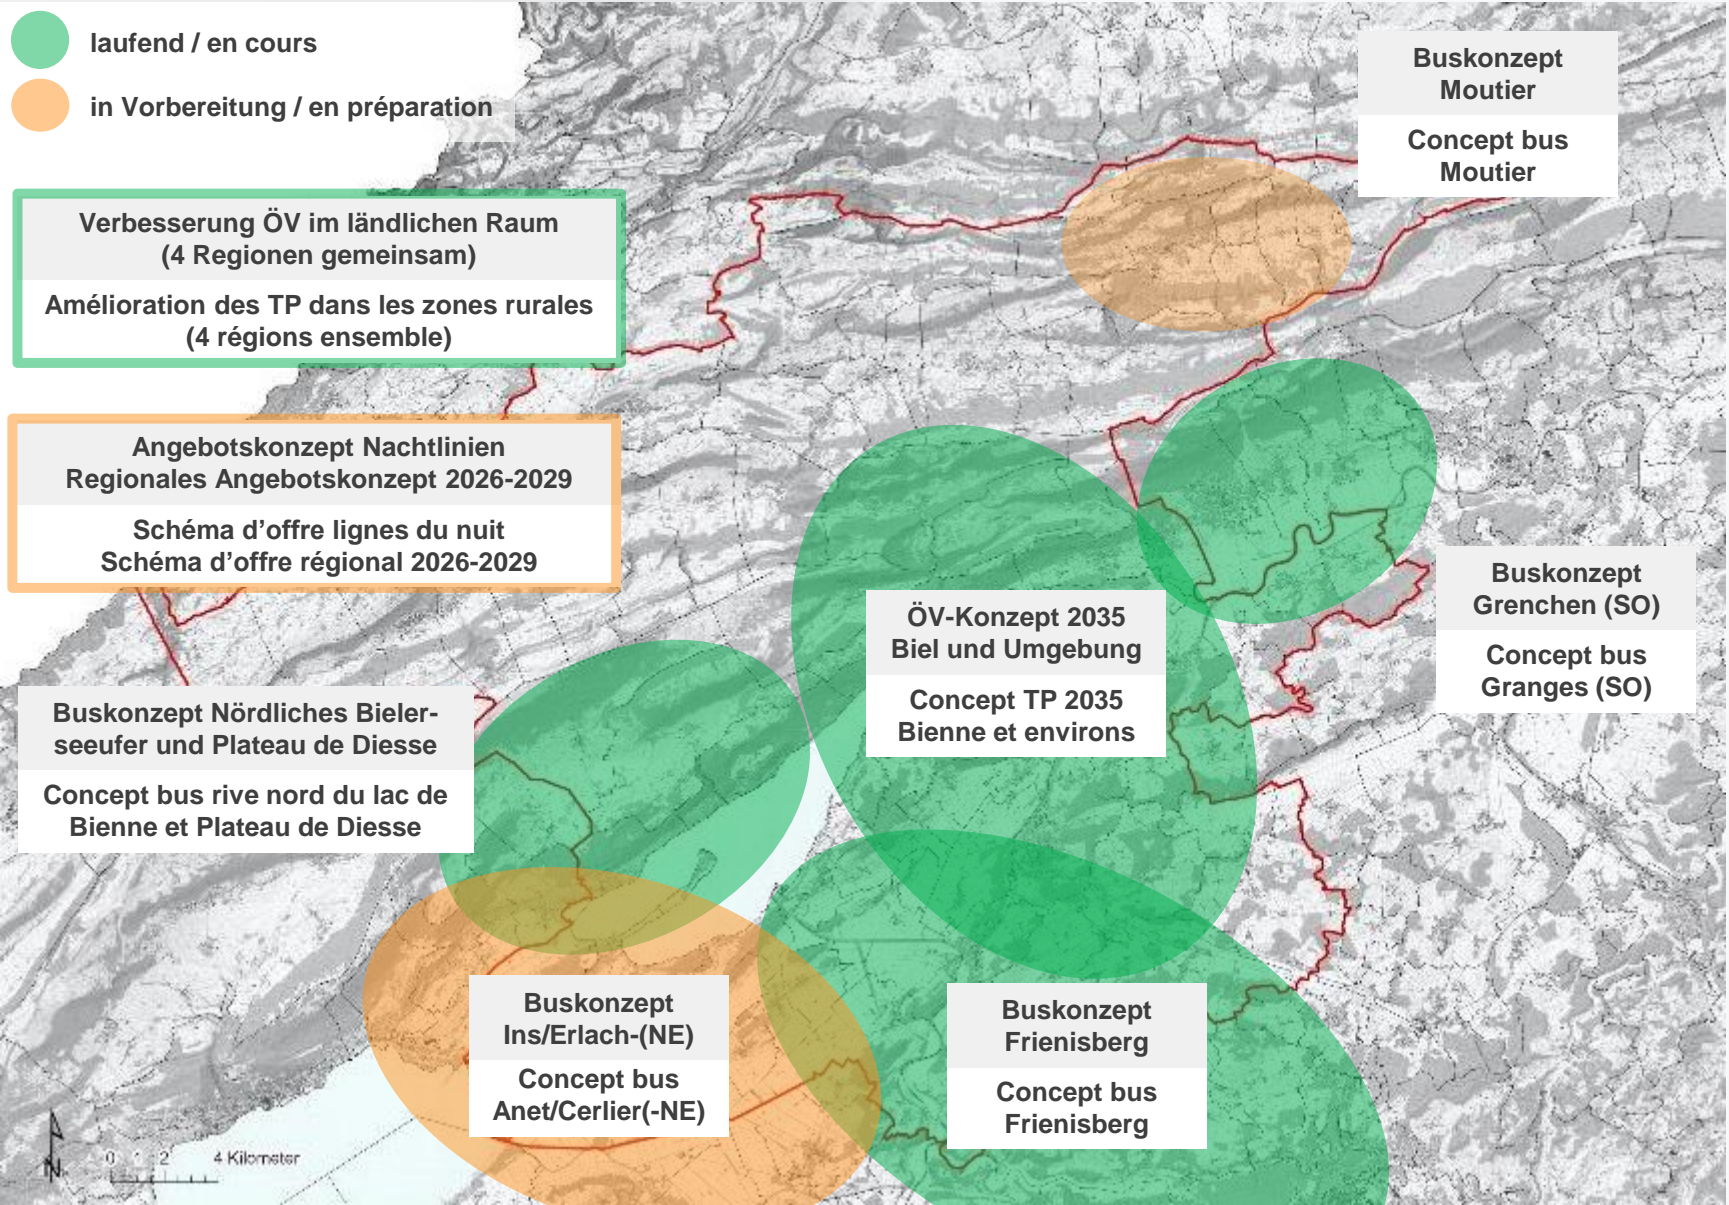 laufend / en cours
in Vorbereitung / en préparation
Buskonzept
Moutier
Concept bus
Moutier
Verbesserung ÖV im ländlichen Raum
(4 Regionen gemeinsam)
Amélioration des TP dans les zones rurales
(4 régions ensemble)
Angebotskonzept Nachtlinien
Regionales Angebotskonzept 2026-2029
Schéma d'offre lignes du nuit
Schéma d'offre régional 2026-2029
Buskonzept
Grenchen (SO)
Concept bus
Granges (SO)
ÖV-Konzept 2035
Biel und Umgebung
Concept TP 2035
Bienne et environs
Buskonzept Nördliches Bieler-
seeufer und Plateau de Diesse
Concept bus rive nord du lac de
Bienne et Plateau de Diesse
Buskonzept
Ins/Erlach-(NE)
Concept bus
Anet/Cerlier(-NE)
Buskonzept
Frienisberg
Concept bus
Frienisberg
N
0 1 2 4 Kilometer